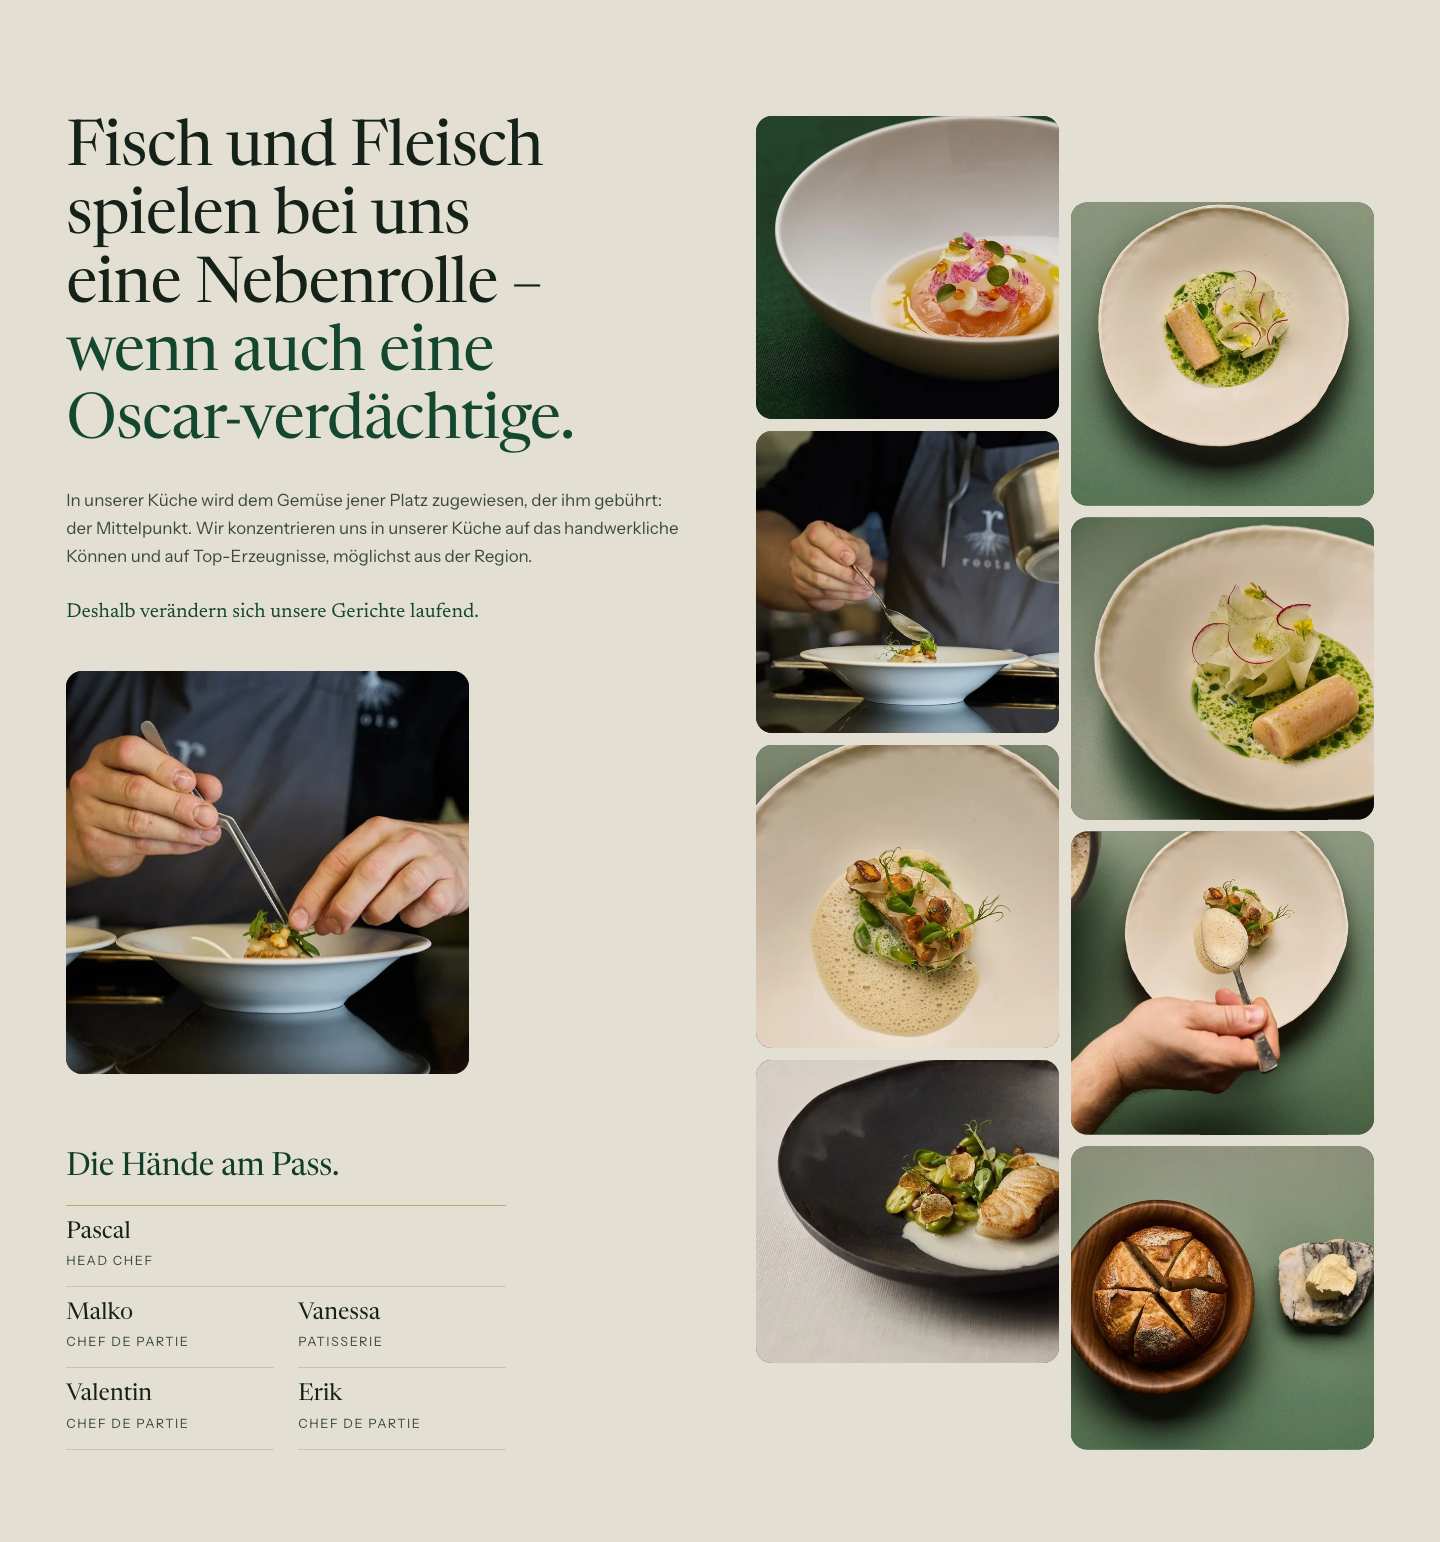 Fisch und Fleisch
spielen bei uns
eine Nebenrolle –
wenn auch eine
Oscar-verdächtige.
In unserer Küche wird dem Gemüse jener Platz zugewiesen, der ihm gebührt:
der Mittelpunkt. Wir konzentrieren uns in unserer Küche auf das handwerkliche
Können und auf Top-Erzeugnisse, möglichst aus der Region.
Deshalb verändern sich unsere Gerichte laufend.
Die Hände am Pass.
Pascal
HEAD CHEF
Malko
CHEF DE PARTIE
Vanessa
PATISSERIE
Valentin
CHEF DE PARTIE
Erik
CHEF DE PARTIE
r
roots